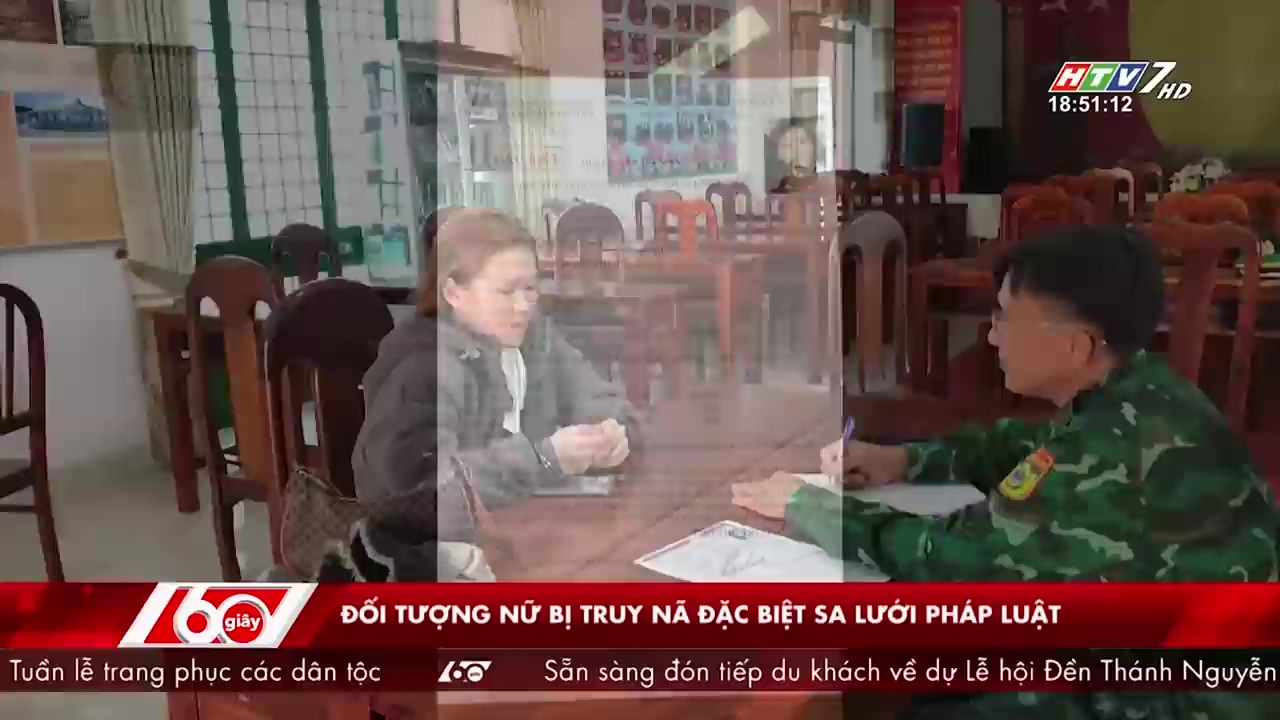 HTV7 HD
18:51:12
60 giây
ĐỐI TƯỢNG NỮ BỊ TRUY NÃ ĐẶC BIỆT SA LƯỚI PHÁP LUẬT
Tuần lễ trang phục các dân tộc 60 giây Sẵn sàng đón tiếp du khách về dự Lễ hội Đền Thánh Nguyễn